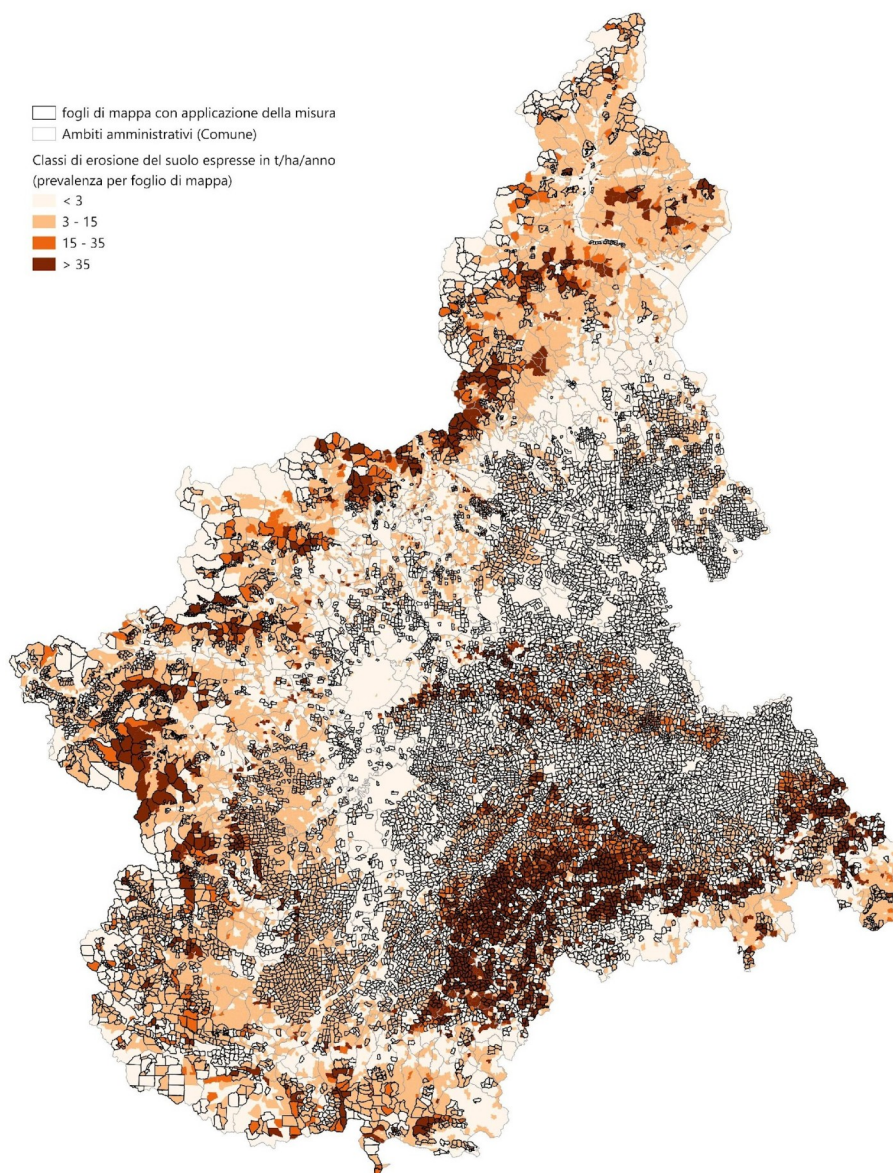 fogli di mappa con applicazione della misura
Ambiti amministrativi (Comune)
Classi di erosione del suolo espresse in t/ha/anno
(prevalenza per foglio di mappa)
< 3
3 - 15
15 - 35
> 35